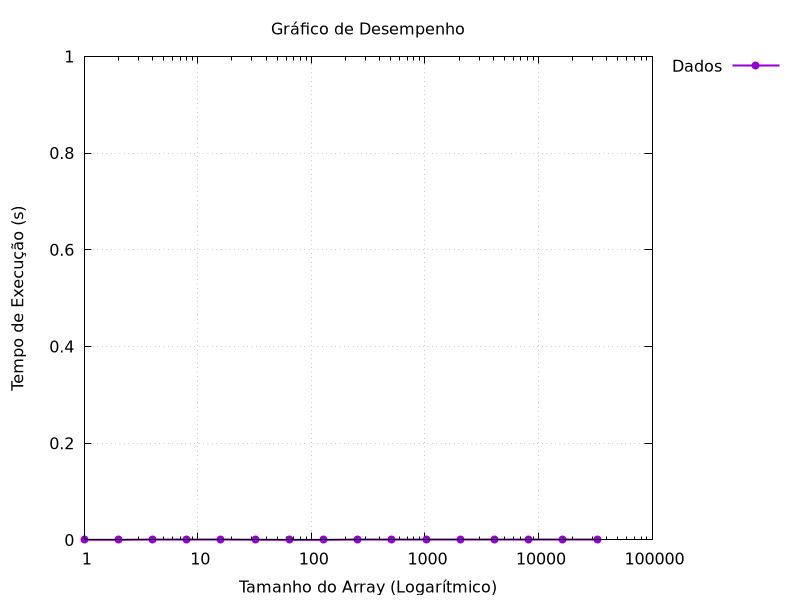 Gráfico de Desempenho
Dados
1
0.8
0.6
0.4
0.2
0
Tempo de Execução (s)
1 10 100 1000 10000 100000
Tamanho do Array (Logarítmico)